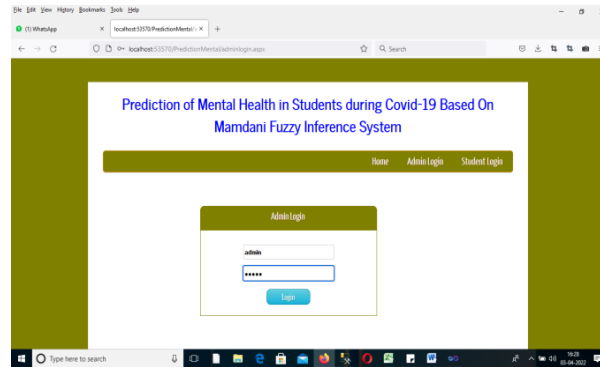 File Edit View History Bookmarks Tools Help
(1) WhatsApp
localhost:53570/PredictionMental/a
localhost:53570/PredictionMental/adminlogin.aspx
Search
Prediction of Mental Health in Students during Covid-19 Based On
Mamdani Fuzzy Inference System
Home Admin Login Student Login
Admin Login
admin
•••••
Login
Type here to search
16:28
03-04-2022